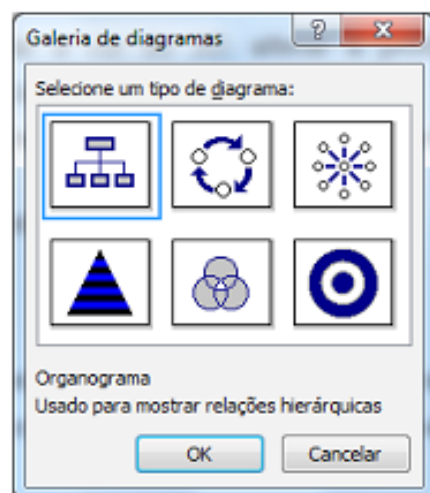 Galeria de diagramas
Selecione um tipo de diagrama:
Organograma
Usado para mostrar relações hierárquicas
OK
Cancelar